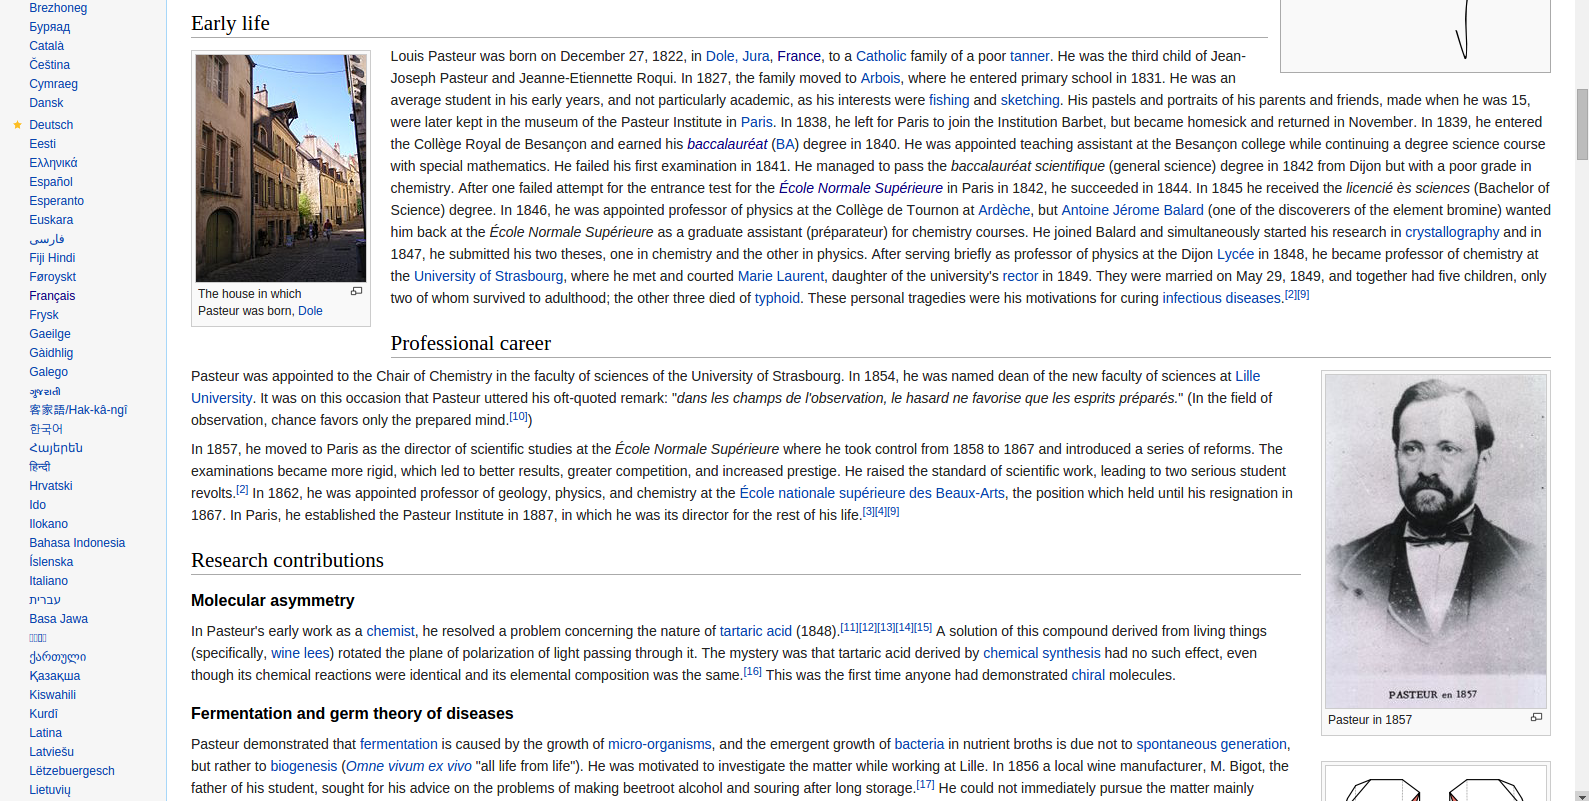 Brezhoneg
Буряад
Català
Čeština
Cymraeg
Dansk
Deutsch
Eesti
Ελληνικά
Español
Esperanto
Euskara
فارسی
Fiji Hindi
Føroyskt
Français
Frysk
Gaeilge
Gàidhlig
Galego
ગુજરાતી
客家語/Hak-kâ-ngî
한국어
Հայերեն
हिन्दी
Hrvatski
Ido
Ilokano
Bahasa Indonesia
Íslenska
Italiano
עברית
Basa Jawa
ქართული
Қазақша
Kiswahili
Kurdî
Latina
Latviešu
Lëtzebuergesch
Lietuvių
Early life
The house in which
Pasteur was born, Dole
Louis Pasteur was born on December 27, 1822, in Dole, Jura, France, to a Catholic family of a poor tanner. He was the third child of Jean-
Joseph Pasteur and Jeanne-Etiennette Roqui. In 1827, the family moved to Arbois, where he entered primary school in 1831. He was an
average student in his early years, and not particularly academic, as his interests were fishing and sketching. His pastels and portraits of his parents and friends, made when he was 15,
were later kept in the museum of the Pasteur Institute in Paris. In 1838, he left for Paris to join the Institution Barbet, but became homesick and returned in November. In 1839, he entered
the Collège Royal de Besançon and earned his baccalauréat (BA) degree in 1840. He was appointed teaching assistant at the Besançon college while continuing a degree science course
with special mathematics. He failed his first examination in 1841. He managed to pass the baccalauréat scientifique (general science) degree in 1842 from Dijon but with a poor grade in
chemistry. After one failed attempt for the entrance test for the École Normale Supérieure in Paris in 1842, he succeeded in 1844. In 1845 he received the licencié ès sciences (Bachelor of
Science) degree. In 1846, he was appointed professor of physics at the Collège de Tournon at Ardèche, but Antoine Jérome Balard (one of the discoverers of the element bromine) wanted
him back at the École Normale Supérieure as a graduate assistant (préparateur) for chemistry courses. He joined Balard and simultaneously started his research in crystallography and in
1847, he submitted his two theses, one in chemistry and the other in physics. After serving briefly as professor of physics at the Dijon Lycée in 1848, he became professor of chemistry at
the University of Strasbourg, where he met and courted Marie Laurent, daughter of the university's rector in 1849. They were married on May 29, 1849, and together had five children, only
two of whom survived to adulthood; the other three died of typhoid. These personal tragedies were his motivations for curing infectious diseases.[2][9]
Professional career
Pasteur was appointed to the Chair of Chemistry in the faculty of sciences of the University of Strasbourg. In 1854, he was named dean of the new faculty of sciences at Lille
University. It was on this occasion that Pasteur uttered his oft-quoted remark: "dans les champs de l'observation, le hasard ne favorise que les esprits préparés." (In the field of
observation, chance favors only the prepared mind.[10])
In 1857, he moved to Paris as the director of scientific studies at the École Normale Supérieure where he took control from 1858 to 1867 and introduced a series of reforms. The
examinations became more rigid, which led to better results, greater competition, and increased prestige. He raised the standard of scientific work, leading to two serious student
revolts.[2] In 1862, he was appointed professor of geology, physics, and chemistry at the École nationale supérieure des Beaux-Arts, the position which held until his resignation in
1867. In Paris, he established the Pasteur Institute in 1887, in which he was its director for the rest of his life.[3][4][9]
PASTEUR en 1857
Pasteur in 1857
Research contributions
Molecular asymmetry
In Pasteur's early work as a chemist, he resolved a problem concerning the nature of tartaric acid (1848).[11][12][13][14][15] A solution of this compound derived from living things
(specifically, wine lees) rotated the plane of polarization of light passing through it. The mystery was that tartaric acid derived by chemical synthesis had no such effect, even
though its chemical reactions were identical and its elemental composition was the same.[16] This was the first time anyone had demonstrated chiral molecules.
Fermentation and germ theory of diseases
Pasteur demonstrated that fermentation is caused by the growth of micro-organisms, and the emergent growth of bacteria in nutrient broths is due not to spontaneous generation,
but rather to biogenesis (Omne vivum ex vivo "all life from life"). He was motivated to investigate the matter while working at Lille. In 1856 a local wine manufacturer, M. Bigot, the
father of his student, sought for his advice on the problems of making beetroot alcohol and souring after long storage.[17] He could not immediately pursue the matter mainly